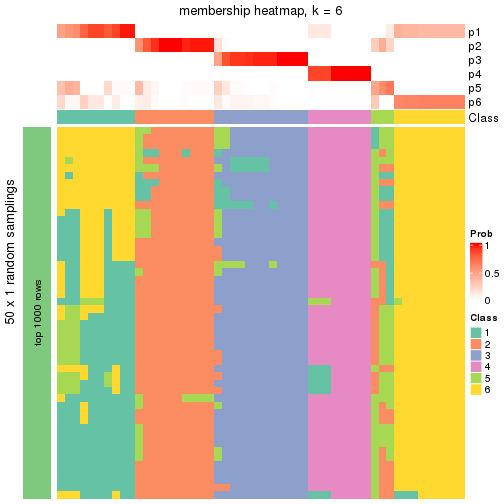 membership heatmap, k = 6
p1
p2
p3
p4
p5
p6
Class
50 x 1 random samplings
top 1000 rows
Prob
1
0.5
0
Class
1
2
3
4
5
6